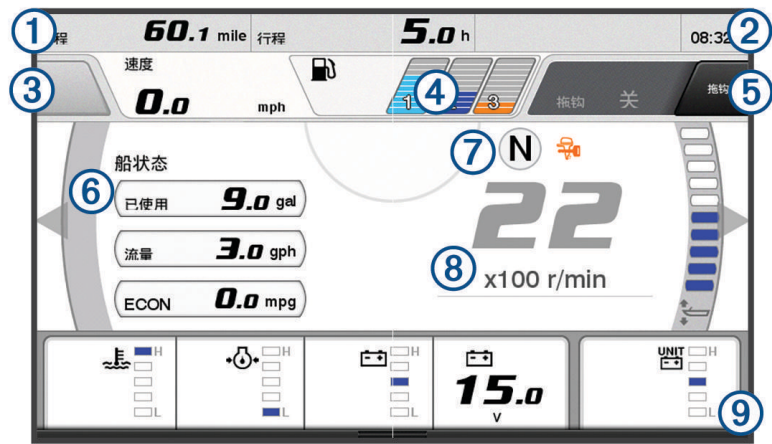 ① 程 60.1 mile 行程 5.0 h 08:32 ②
③ 速度 0.0 mph 1 ④ 3 拖钩 关 拖钩 ⑤
船状态
⑦ N
⑥ 已使用 9.0 gal
流量 3.0 gph
ECON 0.0 mpg
22
⑧ x100 r/min
H L
H L
H L
15.0 V
UNIT H L ⑨